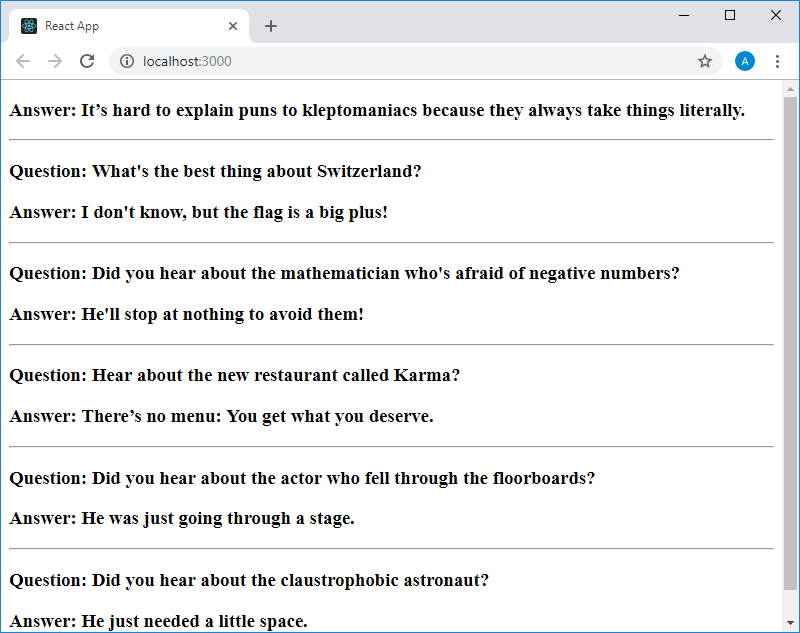 React App
localhost:3000
A
Answer: It’s hard to explain puns to kleptomaniacs because they always take things literally.
Question: What's the best thing about Switzerland?
Answer: I don't know, but the flag is a big plus!
Question: Did you hear about the mathematician who's afraid of negative numbers?
Answer: He'll stop at nothing to avoid them!
Question: Hear about the new restaurant called Karma?
Answer: There’s no menu: You get what you deserve.
Question: Did you hear about the actor who fell through the floorboards?
Answer: He was just going through a stage.
Question: Did you hear about the claustrophobic astronaut?
Answer: He just needed a little space.